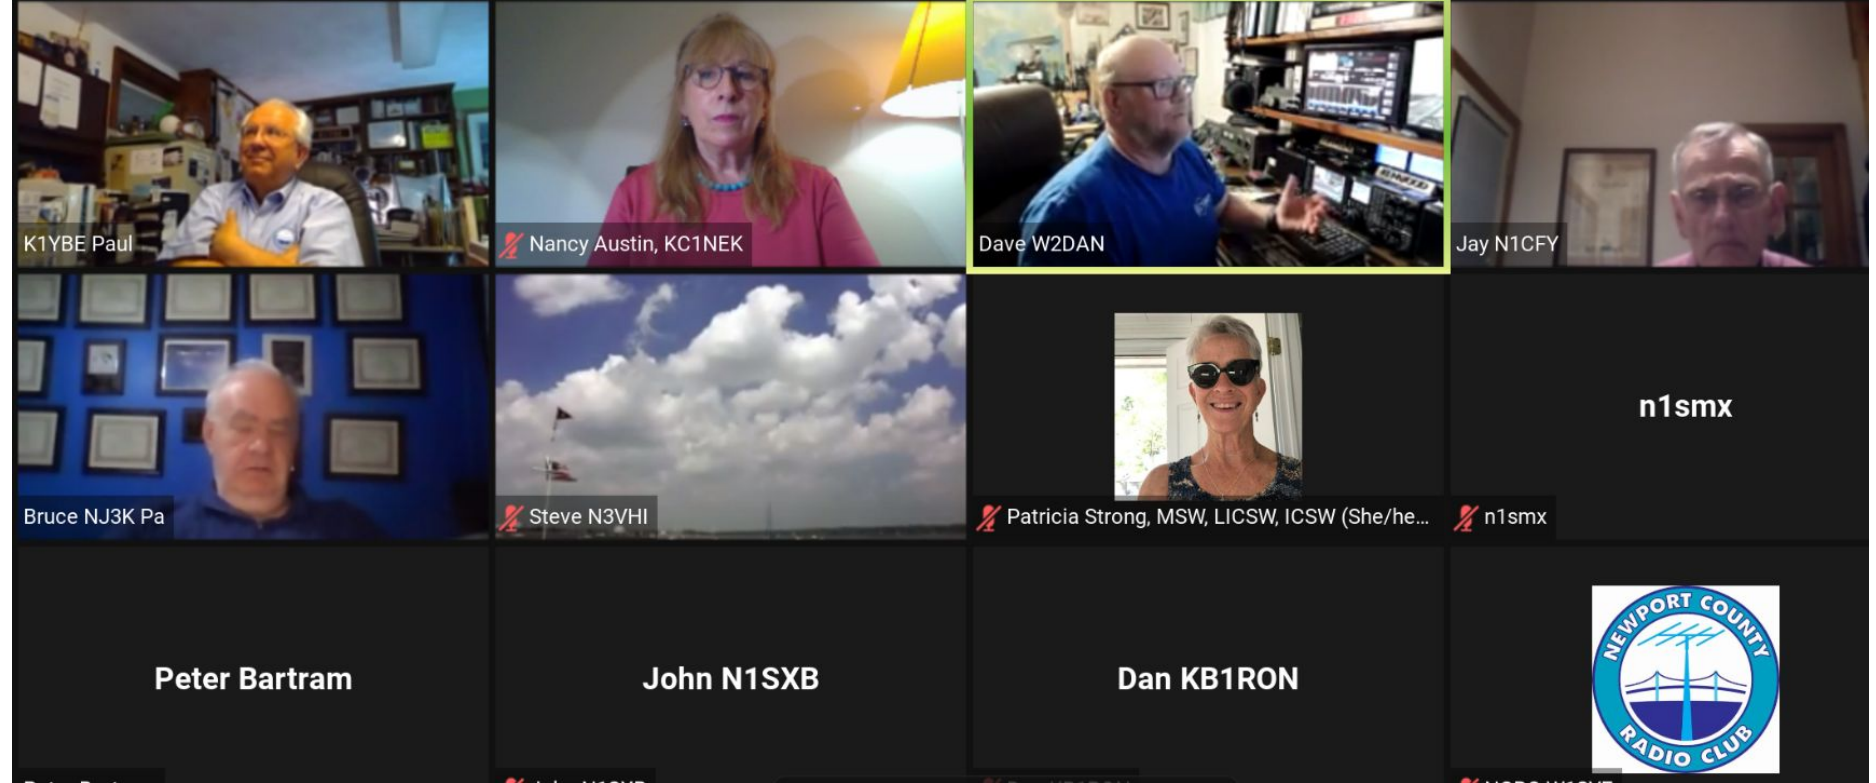 K1YBE Paul
Nancy Austin, KC1NEK
Dave W2DAN
Jay N1CFY
KENWOOD
Bruce NJ3K Pa
Steve N3VHI
Patricia Strong, MSW, LICSW, ICSW (She/he...
n1smx
n1smx
Peter Bartram
John N1SXB
Dan KB1RON
NEWPORT COUNTY
RADIO CLUB